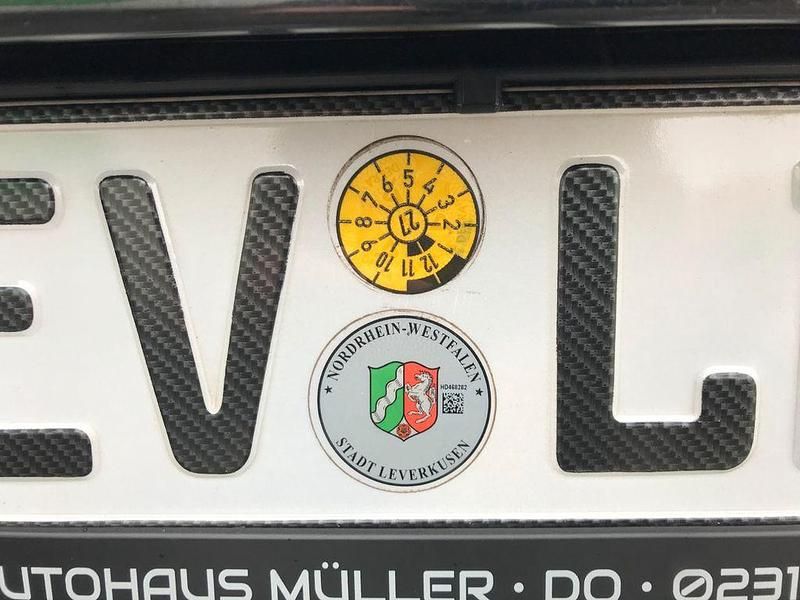 EV L
5
6 4
7 3
8 27 2
9 1
10 11 12
NORDRHEIN-WESTFALEN
HD460202
STADT LEVERKUSEN
UTOHAUS MÜLLER · DO · 0231